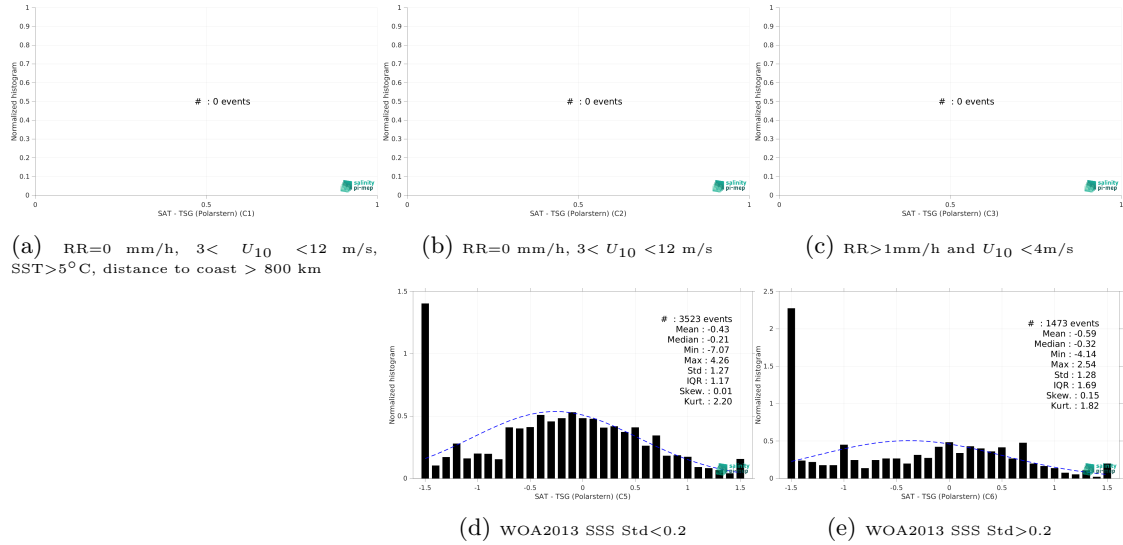 1
0.9
0.8
0.7
0.6
0.5
0.4
0.3
0.2
0.1
0
Normalized histogram
# : 0 events
salinity
pi-mep
0 0.5 1
SAT - TSG (Polarstern) (C1)
1
0.9
0.8
0.7
0.6
0.5
0.4
0.3
0.2
0.1
0
Normalized histogram
# : 0 events
salinity
pi-mep
0 0.5 1
SAT - TSG (Polarstern) (C2)
1
0.9
0.8
0.7
0.6
0.5
0.4
0.3
0.2
0.1
0
Normalized histogram
# : 0 events
salinity
pi-mep
0 0.5 1
SAT - TSG (Polarstern) (C3)
(a) RR=0 mm/h, 3< U10 <12 m/s,
SST>5°C, distance to coast > 800 km
(b) RR=0 mm/h, 3< U10 <12 m/s
(c) RR>1mm/h and U10 <4m/s
1.5
1
0.5
0
Normalized histogram
# : 3523 events
Mean : -0.43
Median : -0.21
Min : -7.07
Max : 4.26
Std : 1.27
IQR : 1.17
Skew. : 0.01
Kurt. : 2.20
salinity
pi-mep
-1.5 -1 -0.5 0 0.5 1 1.5
SAT - TSG (Polarstern) (C5)
2.5
2
1.5
1
0.5
0
Normalized histogram
# : 1473 events
Mean : -0.59
Median : -0.32
Min : -4.14
Max : 2.54
Std : 1.28
IQR : 1.69
Skew. : 0.15
Kurt. : 1.82
salinity
pi-mep
-1.5 -1 -0.5 0 0.5 1 1.5
SAT - TSG (Polarstern) (C6)
(d) WOA2013 SSS Std<0.2
(e) WOA2013 SSS Std>0.2